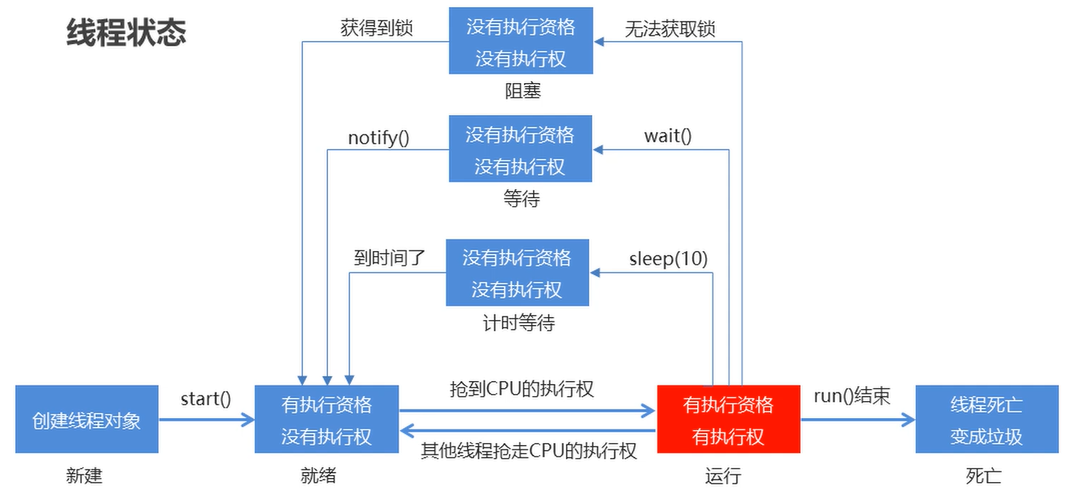 线程状态
获得到锁
没有执行资格
没有执行权
无法获取锁
阻塞
notify()
没有执行资格
没有执行权
wait()
等待
到时间了
没有执行资格
没有执行权
sleep(10)
计时等待
创建线程对象
新建
start()
有执行资格
没有执行权
就绪
抢到CPU的执行权
其他线程抢走CPU的执行权
有执行资格
有执行权
运行
run()结束
线程死亡
变成垃圾
死亡